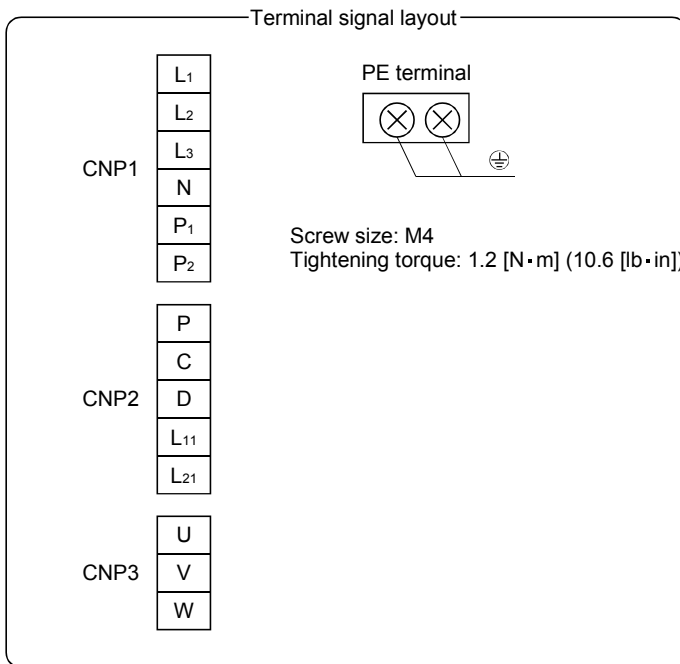 Terminal signal layout
CNP1
L1
L2
L3
N
P1
P2
PE terminal
Screw size: M4
Tightening torque: 1.2 [N▪m] (10.6 [lb▪in])
CNP2
P
C
D
L11
L21
CNP3
U
V
W